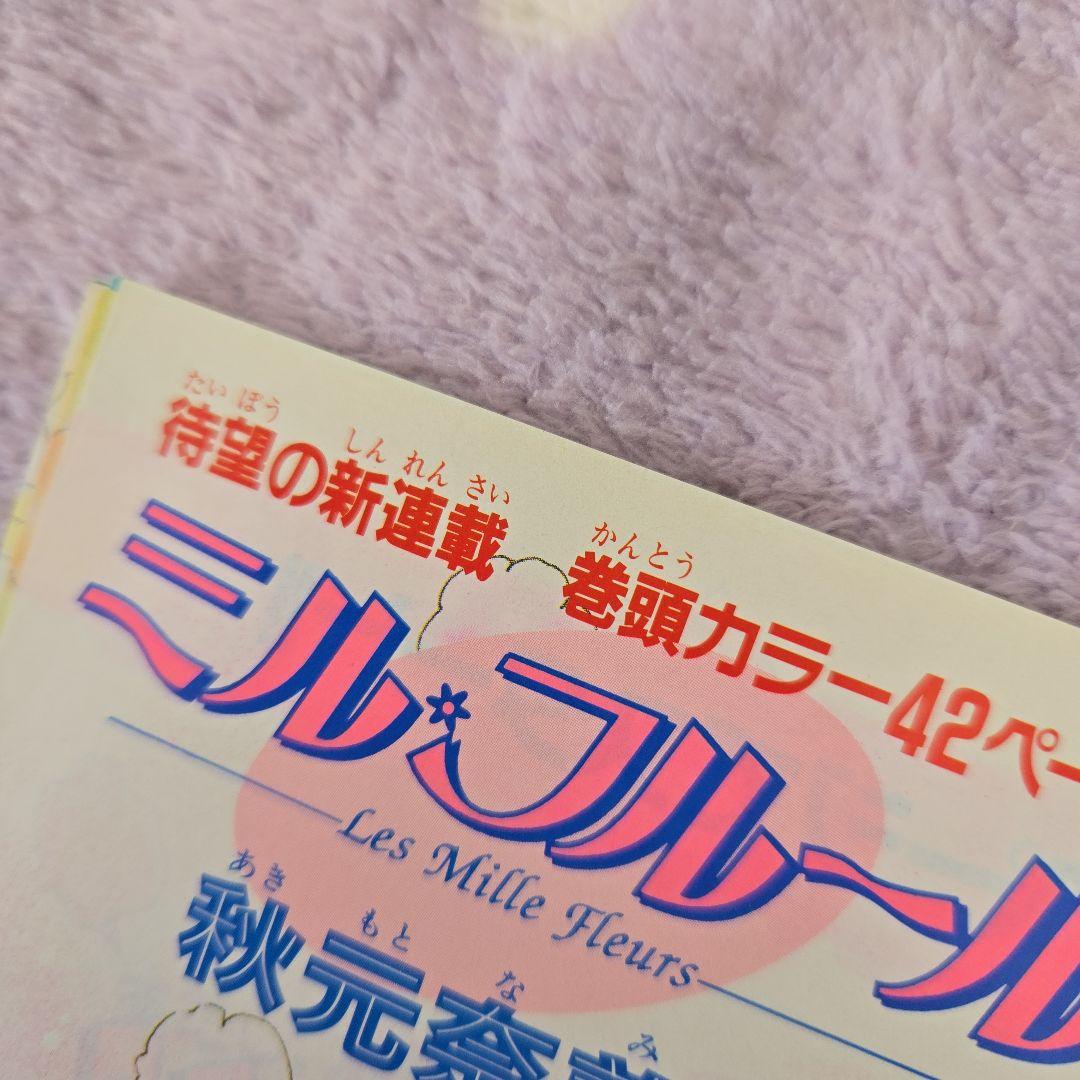 たいぼう しんれんさい かんとう
待望の新連載 巻頭カラー42ペー
ミル・フルール
Les Mille Fleurs
あき もと な み
秋元奈美